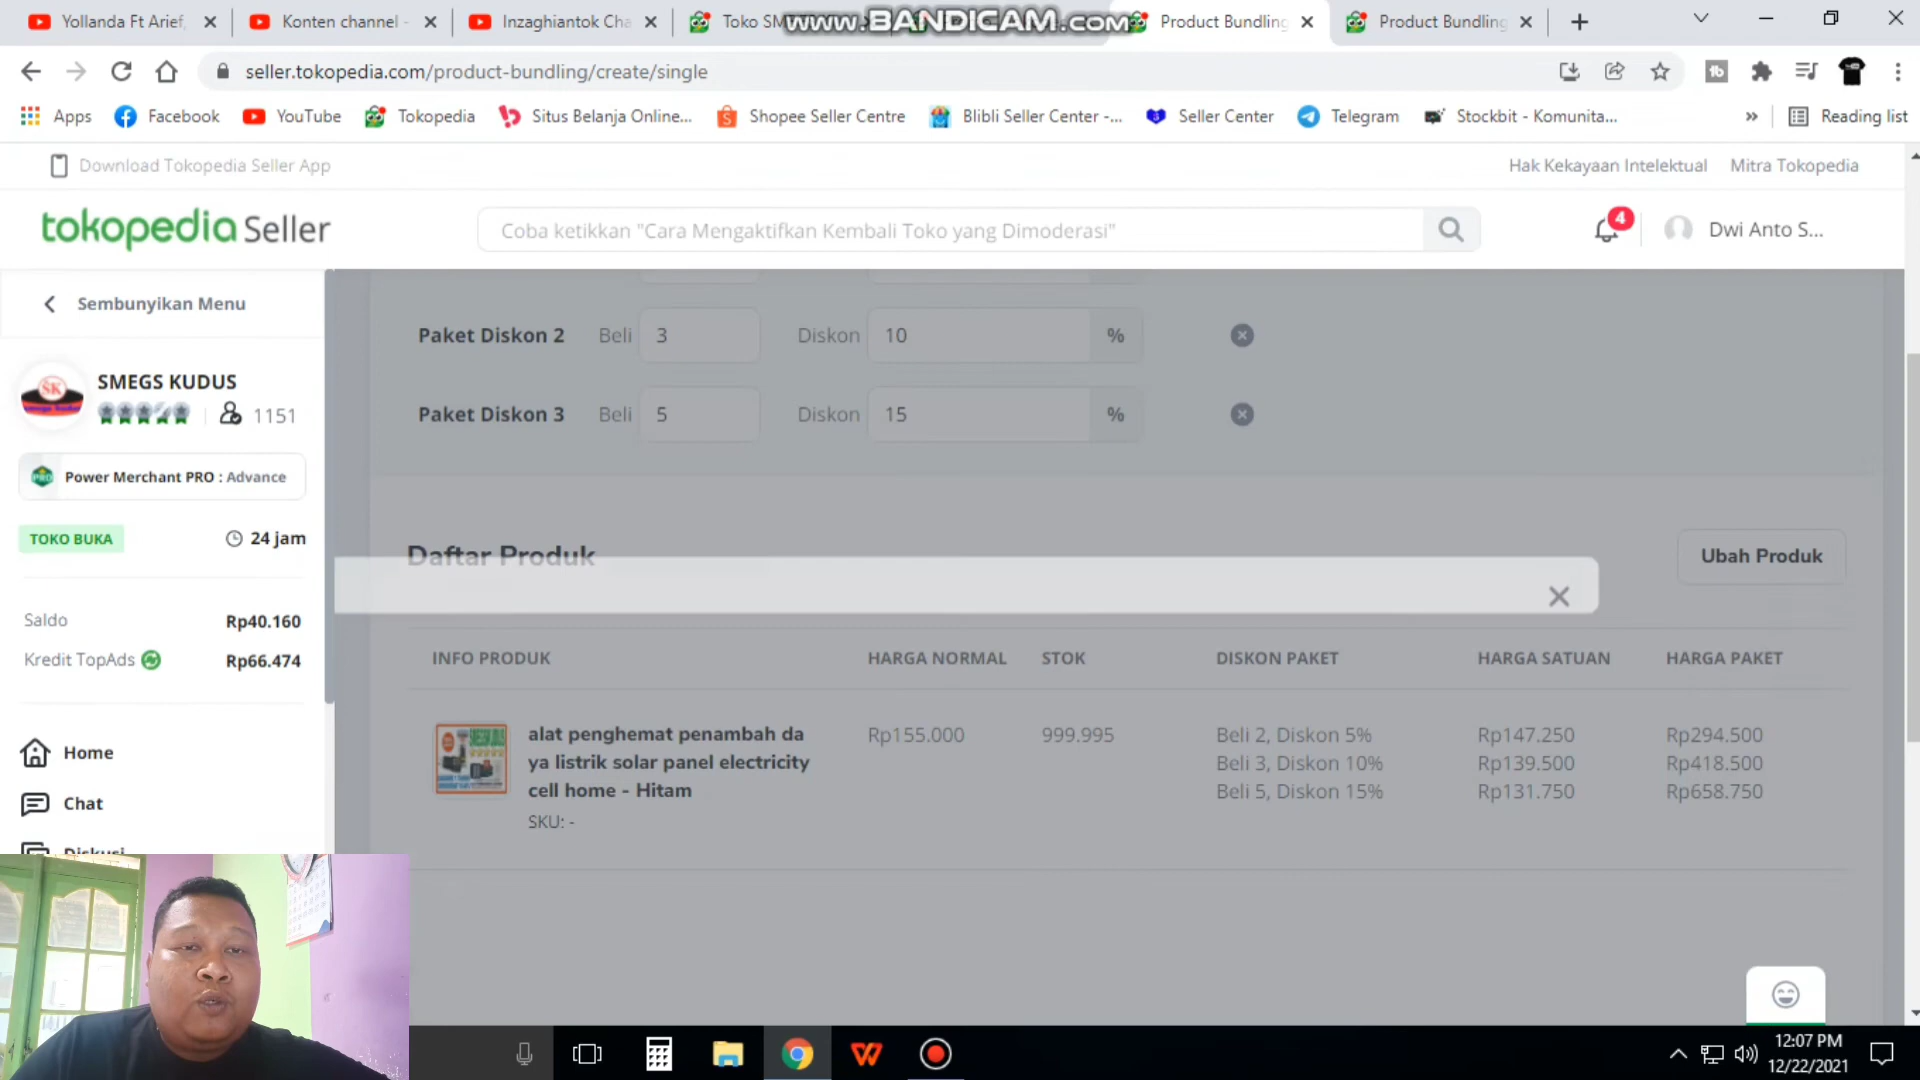 Yollanda Ft Arief,
Konten channel -
Inzaghiantok Cha
Toko SM
www.BANDICAM.com
Product Bundling
Product Bundling
seller.tokopedia.com/product-bundling/create/single
Apps
Facebook
YouTube
Tokopedia
Situs Belanja Online...
Shopee Seller Centre
Blibli Seller Center -...
Seller Center
Telegram
Stockbit - Komunita...
»
Reading list
Download Tokopedia Seller App
Hak Kekayaan Intelektual
Mitra Tokopedia
tokopedia Seller
Coba ketikkan "Cara Mengaktifkan Kembali Toko yang Dimoderasi"
4
Dwi Anto S...
Sembunyikan Menu
SMEGS KUDUS
1151
PRO
Power Merchant PRO : Advance
TOKO BUKA
24 jam
Saldo
Rp40.160
Kredit TopAds
Rp66.474
Home
Chat
Diskusi
Paket Diskon 2
Beli
3
Diskon
10
%
Paket Diskon 3
Beli
5
Diskon
15
%
Daftar Produk
Ubah Produk
INFO PRODUK
HARGA NORMAL
STOK
DISKON PAKET
HARGA SATUAN
HARGA PAKET
alat penghemat penambah da
ya listrik solar panel electricity
cell home - Hitam
SKU: -
Rp155.000
999.995
Beli 2, Diskon 5%
Beli 3, Diskon 10%
Beli 5, Diskon 15%
Rp147.250
Rp139.500
Rp131.750
Rp294.500
Rp418.500
Rp658.750
12:07 PM
12/22/2021